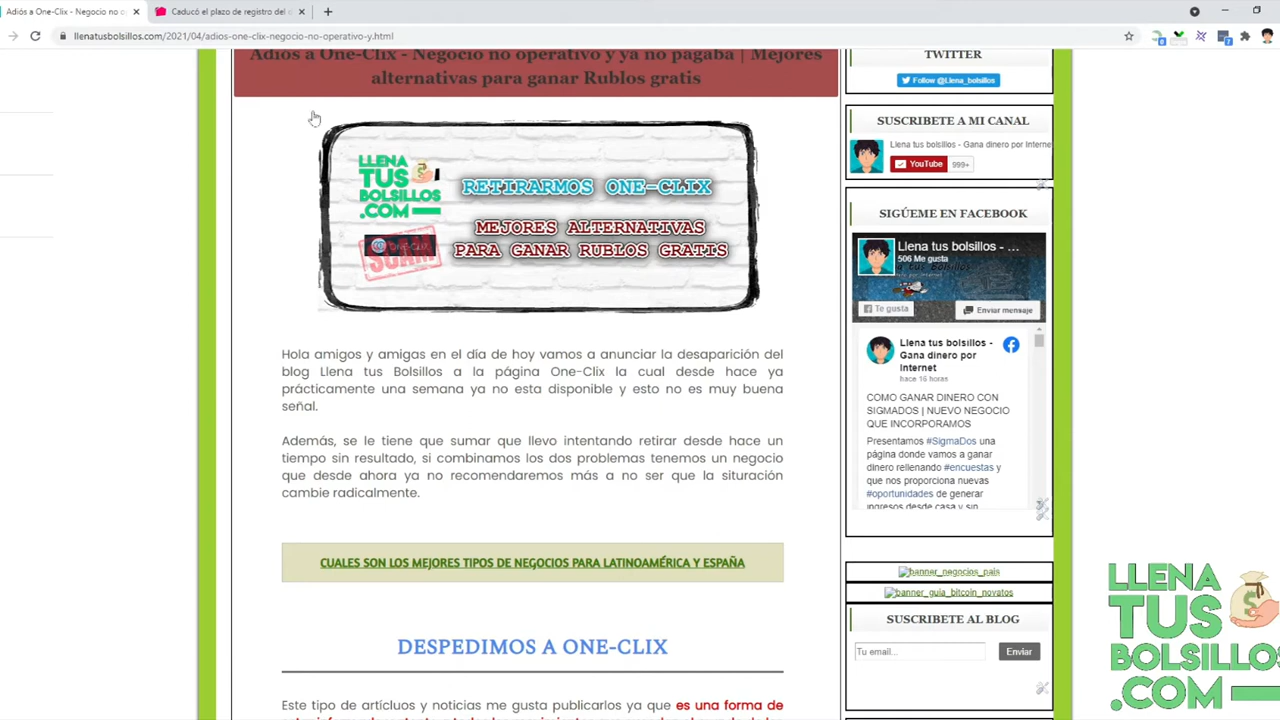 Adiós a One-Clix - Negocio no o
Caducó el plazo de registro del d
llenatusbolsillos.com/2021/04/adios-one-clix-negocio-no-operativo-y.html
Adiós a One-Clix - Negocio no operativo y ya no pagaba | Mejores
alternativas para ganar Rublos gratis
LLENA
TUS
BOLSILLOS
.COM
RETIRARMOS ONE-CLIX
MEJORES ALTERNATIVAS
PARA GANAR RUBLOS GRATIS
ONE-CLIX
SCAM
Hola amigos y amigas en el día de hoy vamos a anunciar la desaparición del
blog Llena tus Bolsillos a la página One-Clix la cual desde hace ya
prácticamente una semana ya no esta disponible y esto no es muy buena
señal.
Además, se le tiene que sumar que llevo intentando retirar desde hace un
tiempo sin resultado, si combinamos los dos problemas tenemos un negocio
que desde ahora ya no recomendaremos más a no ser que la situración
cambie radicalmente.
CUALES SON LOS MEJORES TIPOS DE NEGOCIOS PARA LATINOAMÉRICA Y ESPAÑA
DESPEDIMOS A ONE-CLIX
Este tipo de artícluos y noticias me gusta publicarlos ya que es una forma de
TWITTER
Follow @Llena_bolsillos
SUSCRIBETE A MI CANAL
Llena tus bolsillos - Gana dinero por Interne
YouTube 999+
SIGÚEME EN FACEBOOK
Llena tus bolsillos - ...
506 Me gusta
Te gusta
Enviar mensaje
Llena tus bolsillos -
Gana dinero por
Internet
hace 16 horas
COMO GANAR DINERO CON
SIGMADOS | NUEVO NEGOCIO
QUE INCORPORAMOS
Presentamos #SigmaDos una
página donde vamos a ganar
dinero rellenando #encuestas y
que nos proporciona nuevas
#oportunidades de generar
ingresos desde casa y sin
banner_negocios_pais
banner_guia_bitcoin_novatos
SUSCRIBETE AL BLOG
Tu email...
Enviar
LLENA
TUS
BOLSILLOS
.COM